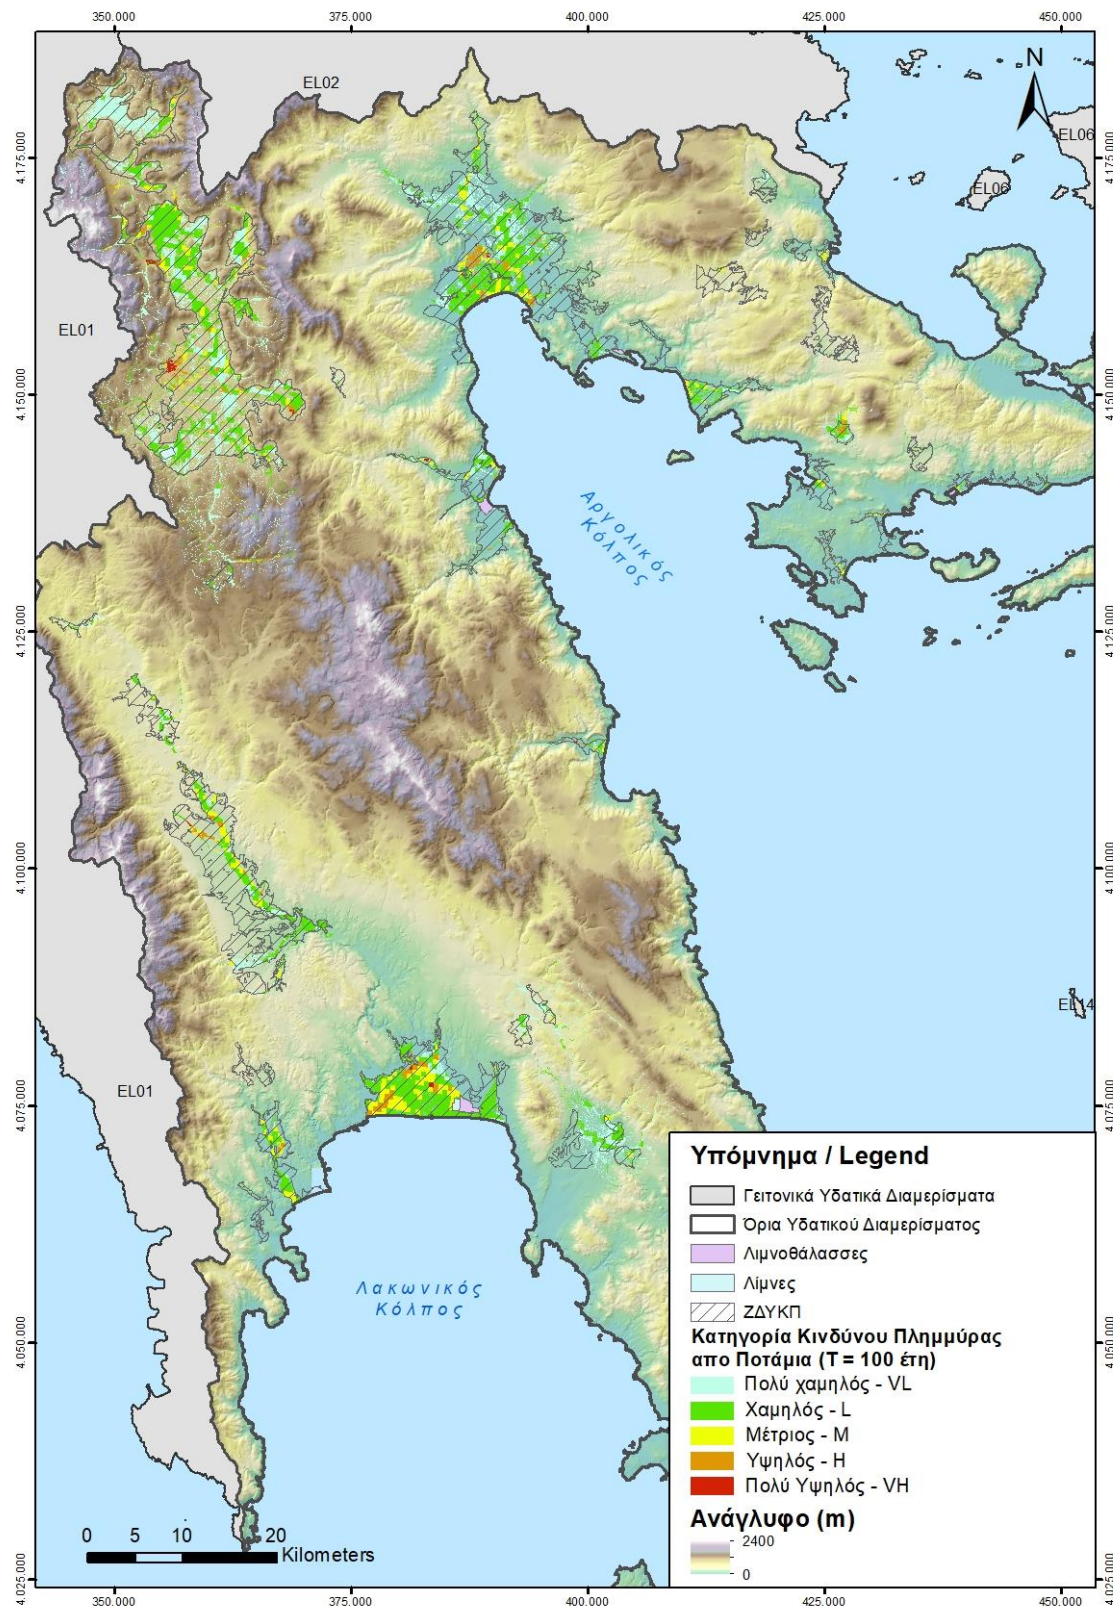 350.000 375.000 400.000 425.000 450.000
EL02
N
EL06
4.175.000 4.175.000
EL06
EL01
4.150.000 4.150.000
Αργολικός
Κόλπος
4.125.000 4.125.000
4.100.000 4.100.000
EL14
EL01
4.075.000 4.075.000
Λακωνικός
Κόλπος
Υπόμνημα / Legend
Γειτονικά Υδατικά Διαμερίσματα
Όρια Υδατικού Διαμερίσματος
Λιμνοθάλασσες
Λίμνες
ΖΔΥΚΠ
Κατηγορία Κινδύνου Πλημμύρας
απο Ποτάμια (Τ = 100 έτη)
Πολύ χαμηλός - VL
Χαμηλός - L
Μέτριος - M
Υψηλός - H
Πολύ Υψηλός - VH
Ανάγλυφο (m)
2400
0
4.050.000 4.050.000
0 5 10 20
Kilometers
4.025.000 4.025.000
350.000 375.000 400.000 425.000 450.000